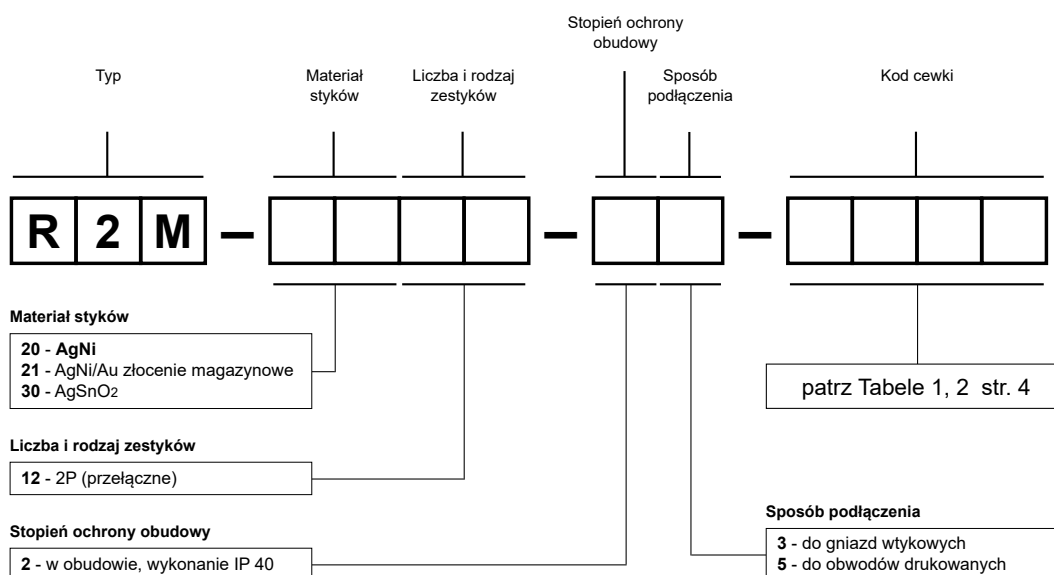 Stopień ochrony
obudowy
Typ
Materiał
styków
Liczba i rodzaj
zestyków
Sposób
podłączenia
Kod cewki
R 2 M – –  –
Materiał styków
20 - AgNi
21 - AgNi/Au złocenie magazynowe
30 - AgSnO2
patrz Tabele 1, 2 str. 4
Liczba i rodzaj zestyków
12 - 2P (przełączne)
Stopień ochrony obudowy
2 - w obudowie, wykonanie IP 40
Sposób podłączenia
3 - do gniazd wtykowych
5 - do obwodów drukowanych